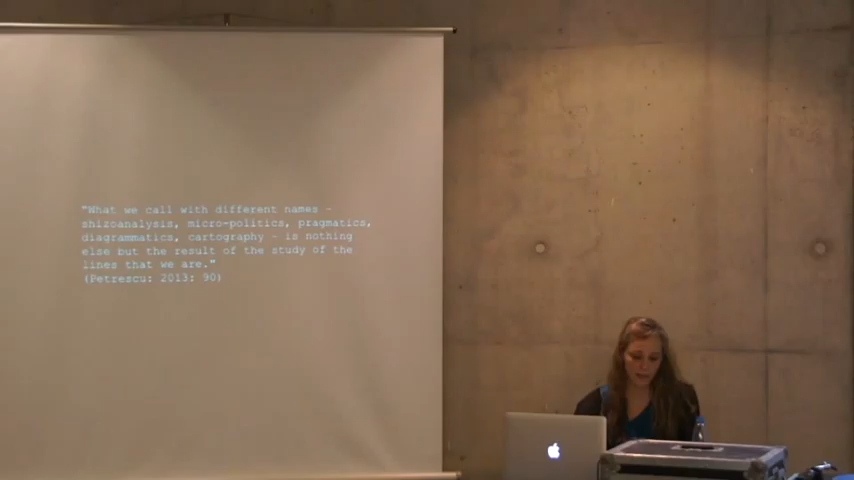 "What we call with different names -
shizoanalysis, micro-politics, pragmatics,
diagrammatics, cartography - is nothing
else but the result of the study of the
lines that we are."
(Petrescu: 2013: 90)